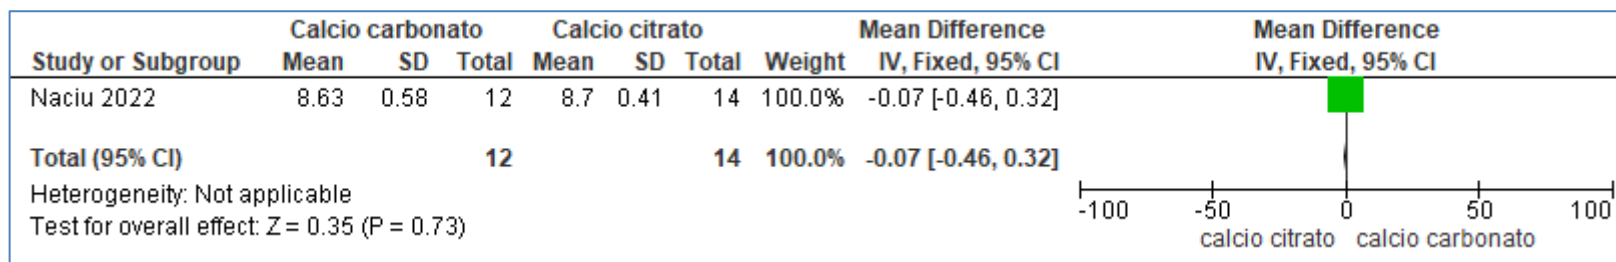 Calcio carbonato Calcio citrato Mean Difference Mean Difference
Study or Subgroup Mean SD Total Mean SD Total Weight IV, Fixed, 95% CI IV, Fixed, 95% CI
Naciu 2022 8.63 0.58 12 8.7 0.41 14 100.0% -0.07 [-0.46, 0.32]
Total (95% CI) 12 14 100.0% -0.07 [-0.46, 0.32]
Heterogeneity: Not applicable
Test for overall effect: Z = 0.35 (P = 0.73)
-100 -50 0 50 100
calcio citrato calcio carbonato